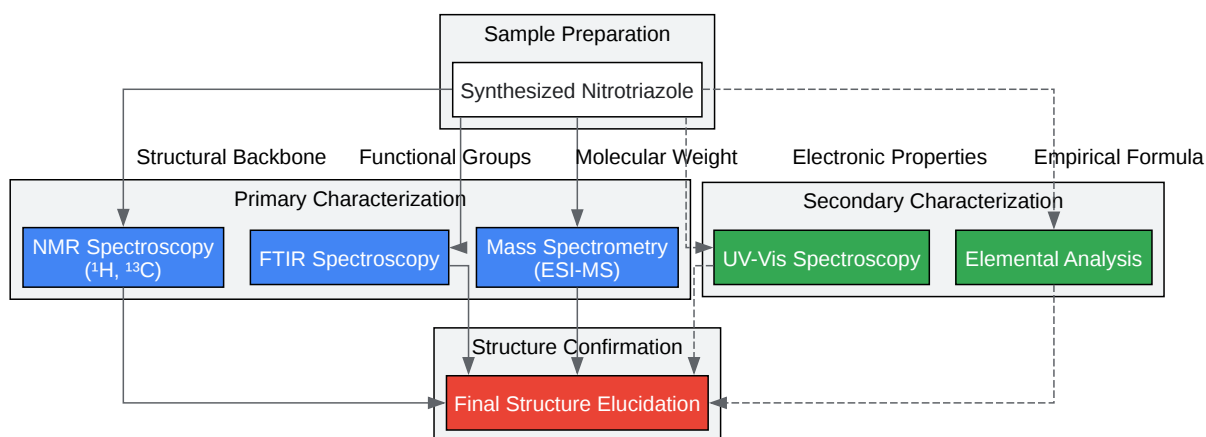 Sample Preparation
Synthesized Nitrotriazole
Structural Backbone
Functional Groups
Molecular Weight
Electronic Properties
Empirical Formula
Primary Characterization
Secondary Characterization
NMR Spectroscopy
(¹H, ¹³C)
FTIR Spectroscopy
Mass Spectrometry
(ESI-MS)
UV-Vis Spectroscopy
Elemental Analysis
Structure Confirmation
Final Structure Elucidation